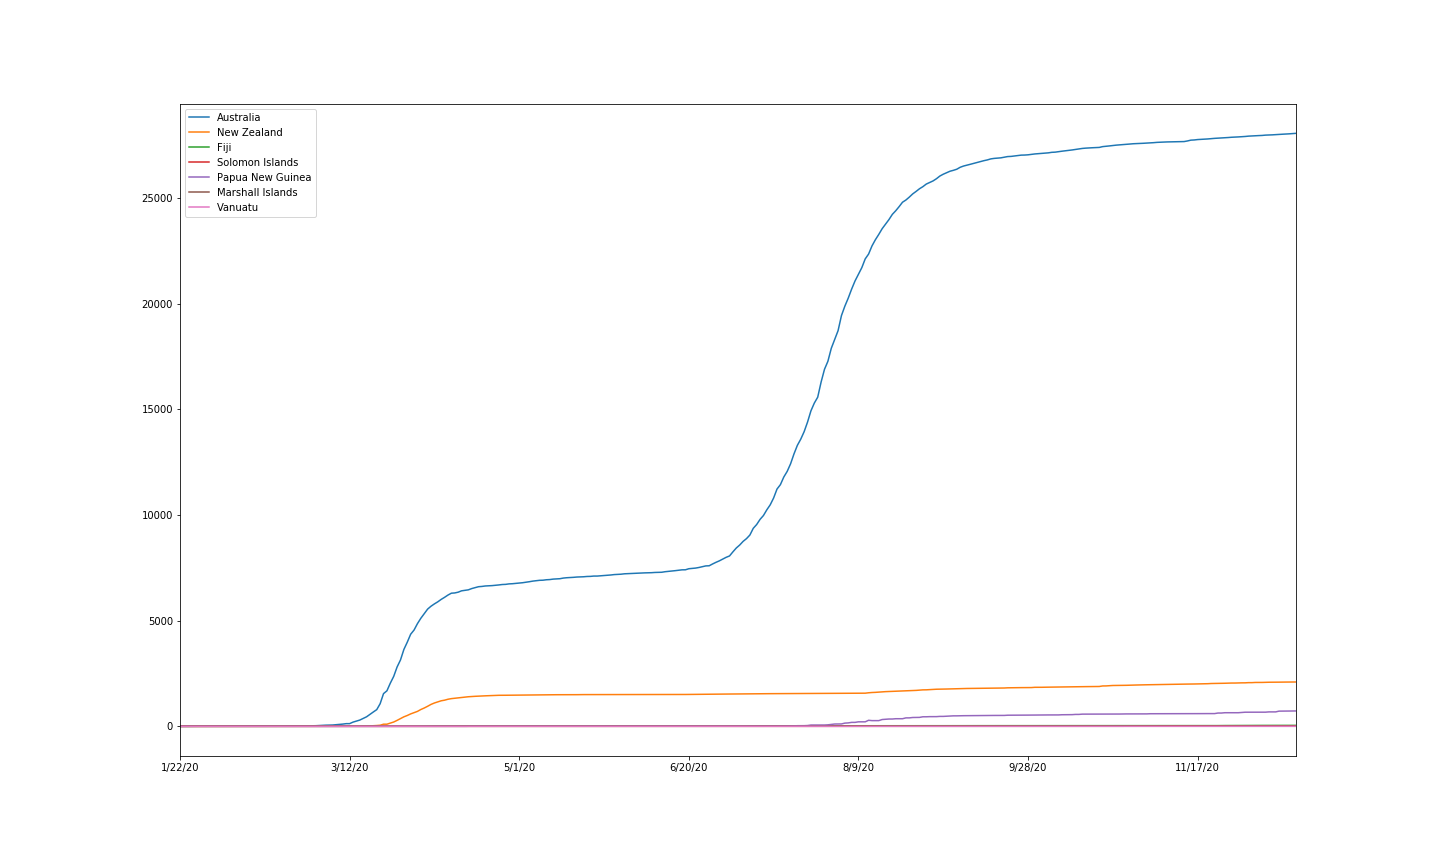 Australia
New Zealand
Fiji
Solomon Islands
Papua New Guinea
Marshall Islands
Vanuatu
25000
20000
15000
10000
5000
0
1/22/20 3/12/20 5/1/20 6/20/20 8/9/20 9/28/20 11/17/20